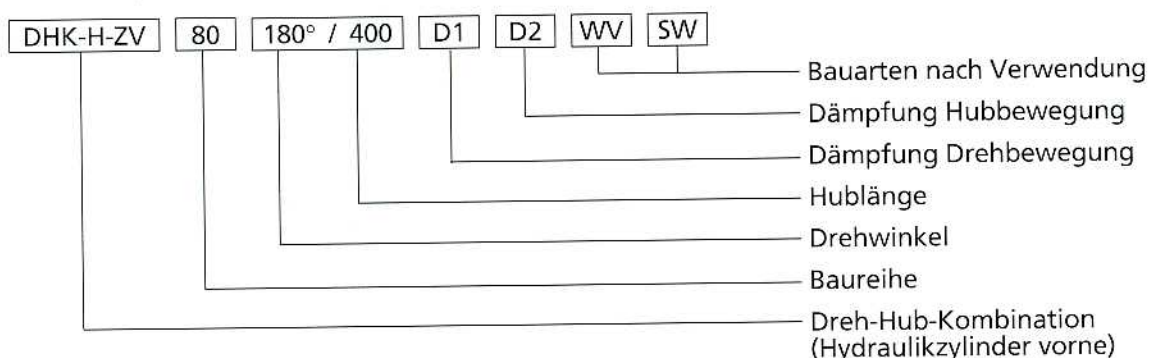 DHK-H-ZV 80 180° / 400 D1 D2 WV SW
Bauarten nach Verwendung
Dämpfung Hubbewegung
Dämpfung Drehbewegung
Hublänge
Drehwinkel
Baureihe
Dreh-Hub-Kombination
(Hydraulikzylinder vorne)